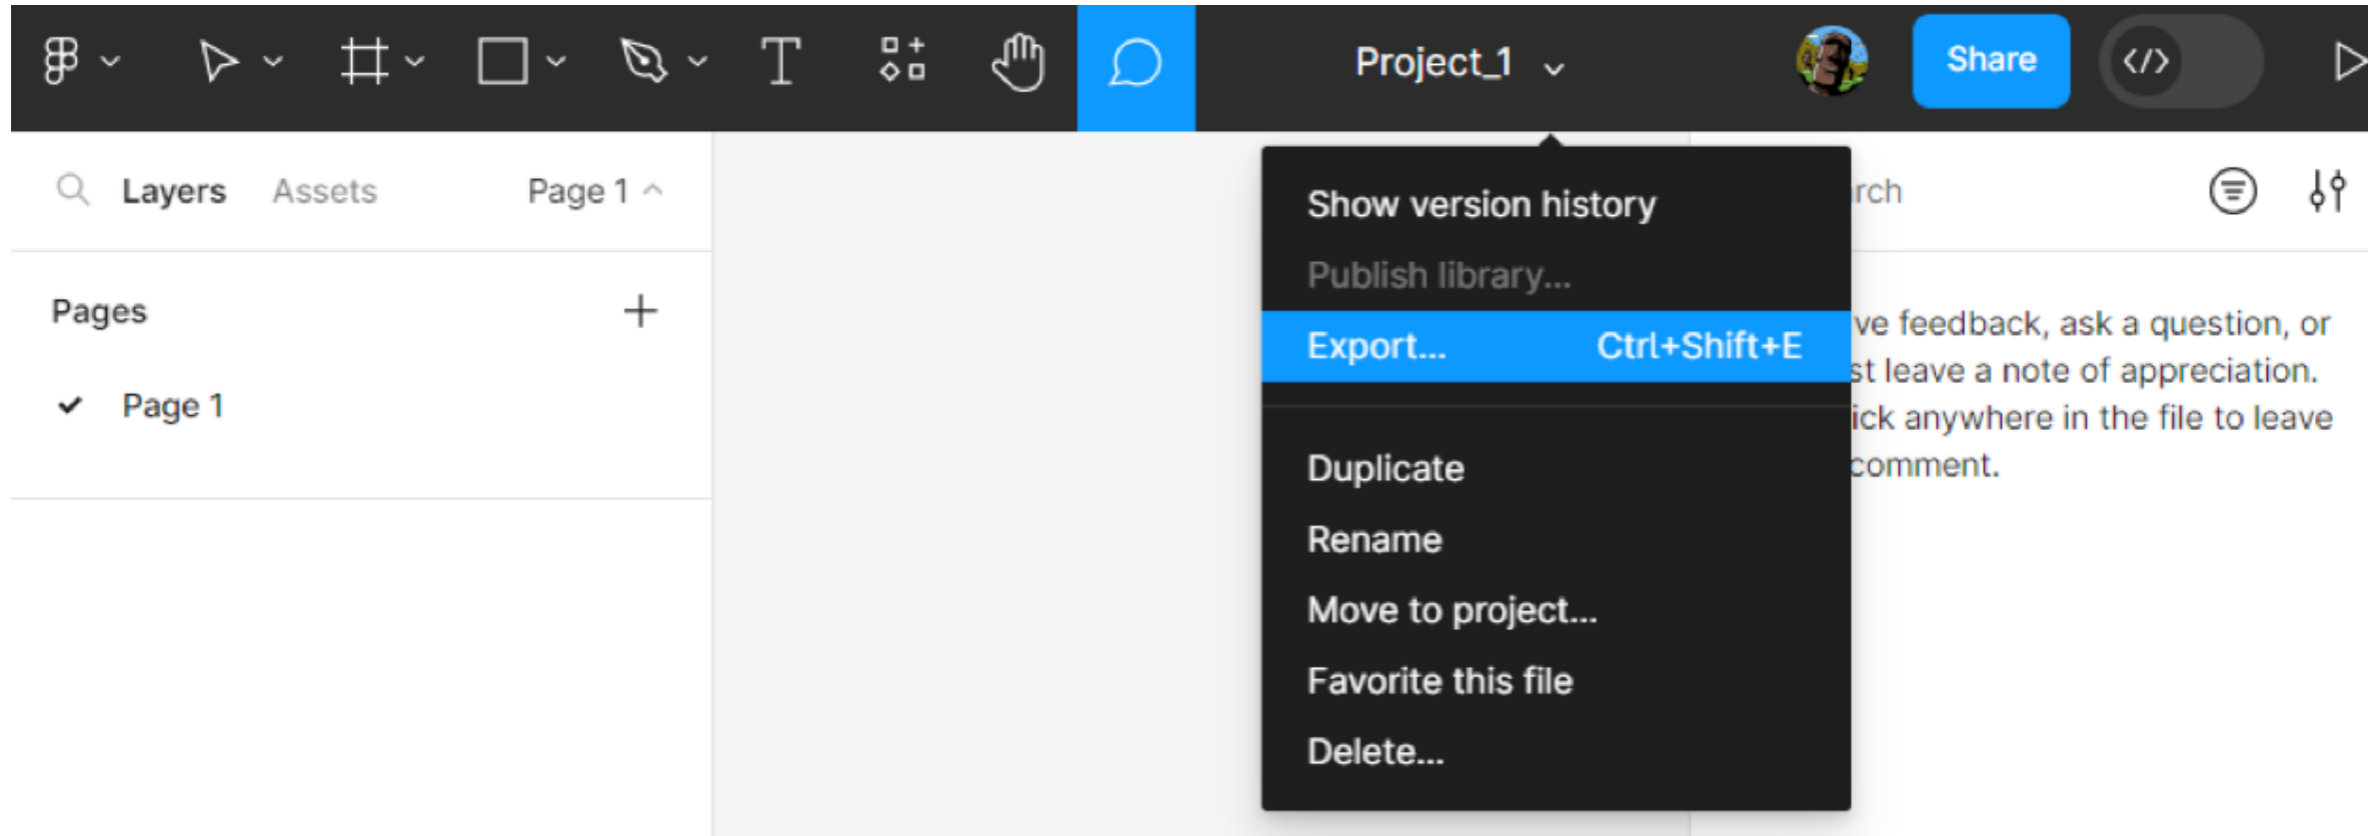 T
Project_1
Share
</>
Layers Assets Page 1
Pages
Page 1
Show version history
Publish library...
Export... Ctrl+Shift+E
Duplicate
Rename
Move to project...
Favorite this file
Delete...
rch
ve feedback, ask a question, or
st leave a note of appreciation.
ick anywhere in the file to leave
comment.